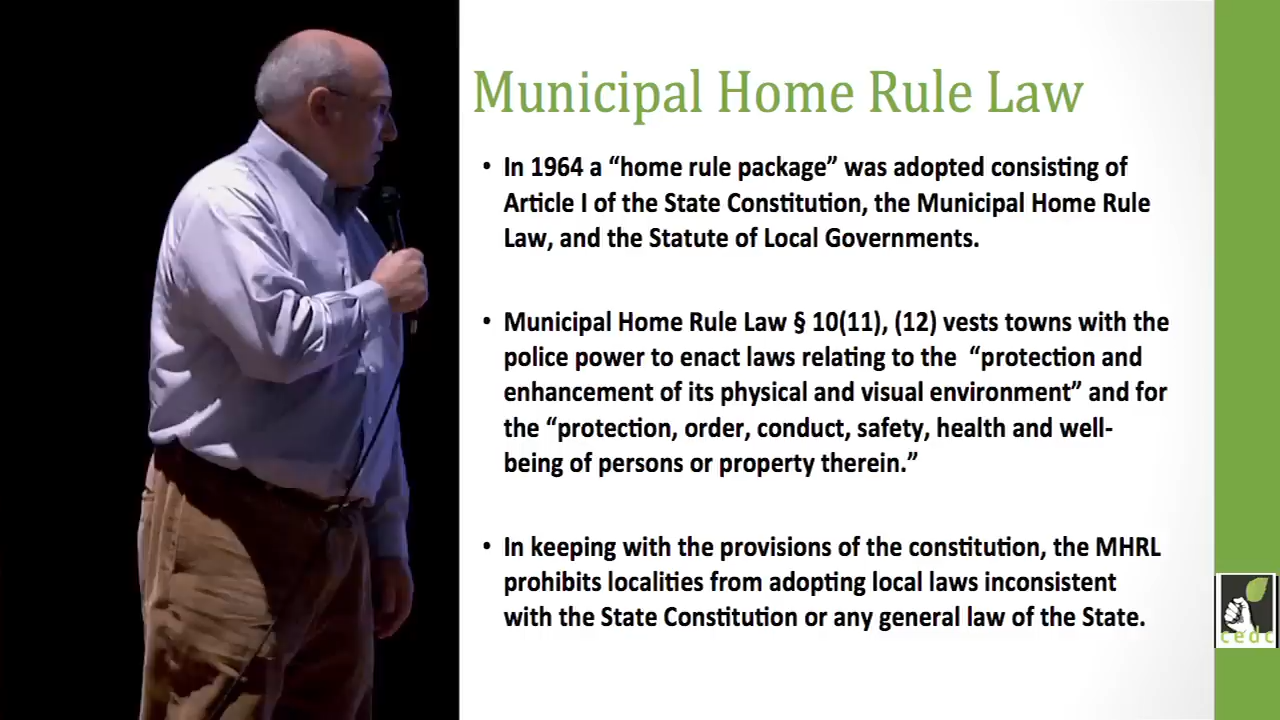 Municipal Home Rule Law
• In 1964 a “home rule package” was adopted consisting of
Article I of the State Constitution, the Municipal Home Rule
Law, and the Statute of Local Governments.
• Municipal Home Rule Law § 10(11), (12) vests towns with the
police power to enact laws relating to the “protection and
enhancement of its physical and visual environment” and for
the “protection, order, conduct, safety, health and well-
being of persons or property therein.”
• In keeping with the provisions of the constitution, the MHRL
prohibits localities from adopting local laws inconsistent
with the State Constitution or any general law of the State.
cedc